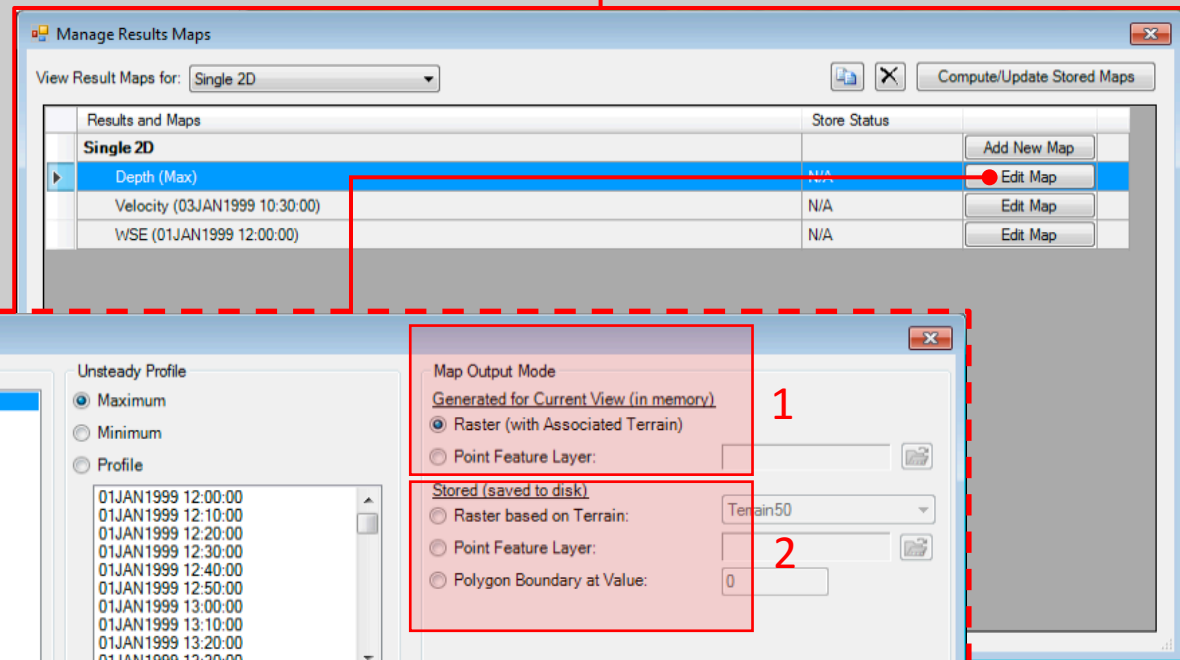 Manage Results Maps
View Result Maps for: Single 2D Compute/Update Stored Maps
Results and Maps Store Status
Single 2D Add New Map
Depth (Max) N/A Edit Map
Velocity (03JAN1999 10:30:00) N/A Edit Map
WSE (01JAN1999 12:00:00) N/A Edit Map
Unsteady Profile
Maximum
Minimum
Profile
01JAN1999 12:00:00
01JAN1999 12:10:00
01JAN1999 12:20:00
01JAN1999 12:30:00
01JAN1999 12:40:00
01JAN1999 12:50:00
01JAN1999 13:00:00
01JAN1999 13:10:00
01JAN1999 13:20:00
Map Output Mode
Generated for Current View (in memory)
Raster (with Associated Terrain)
Point Feature Layer:
1
Stored (saved to disk)
Raster based on Terrain: Terrain50
Point Feature Layer:
2
Polygon Boundary at Value: 0